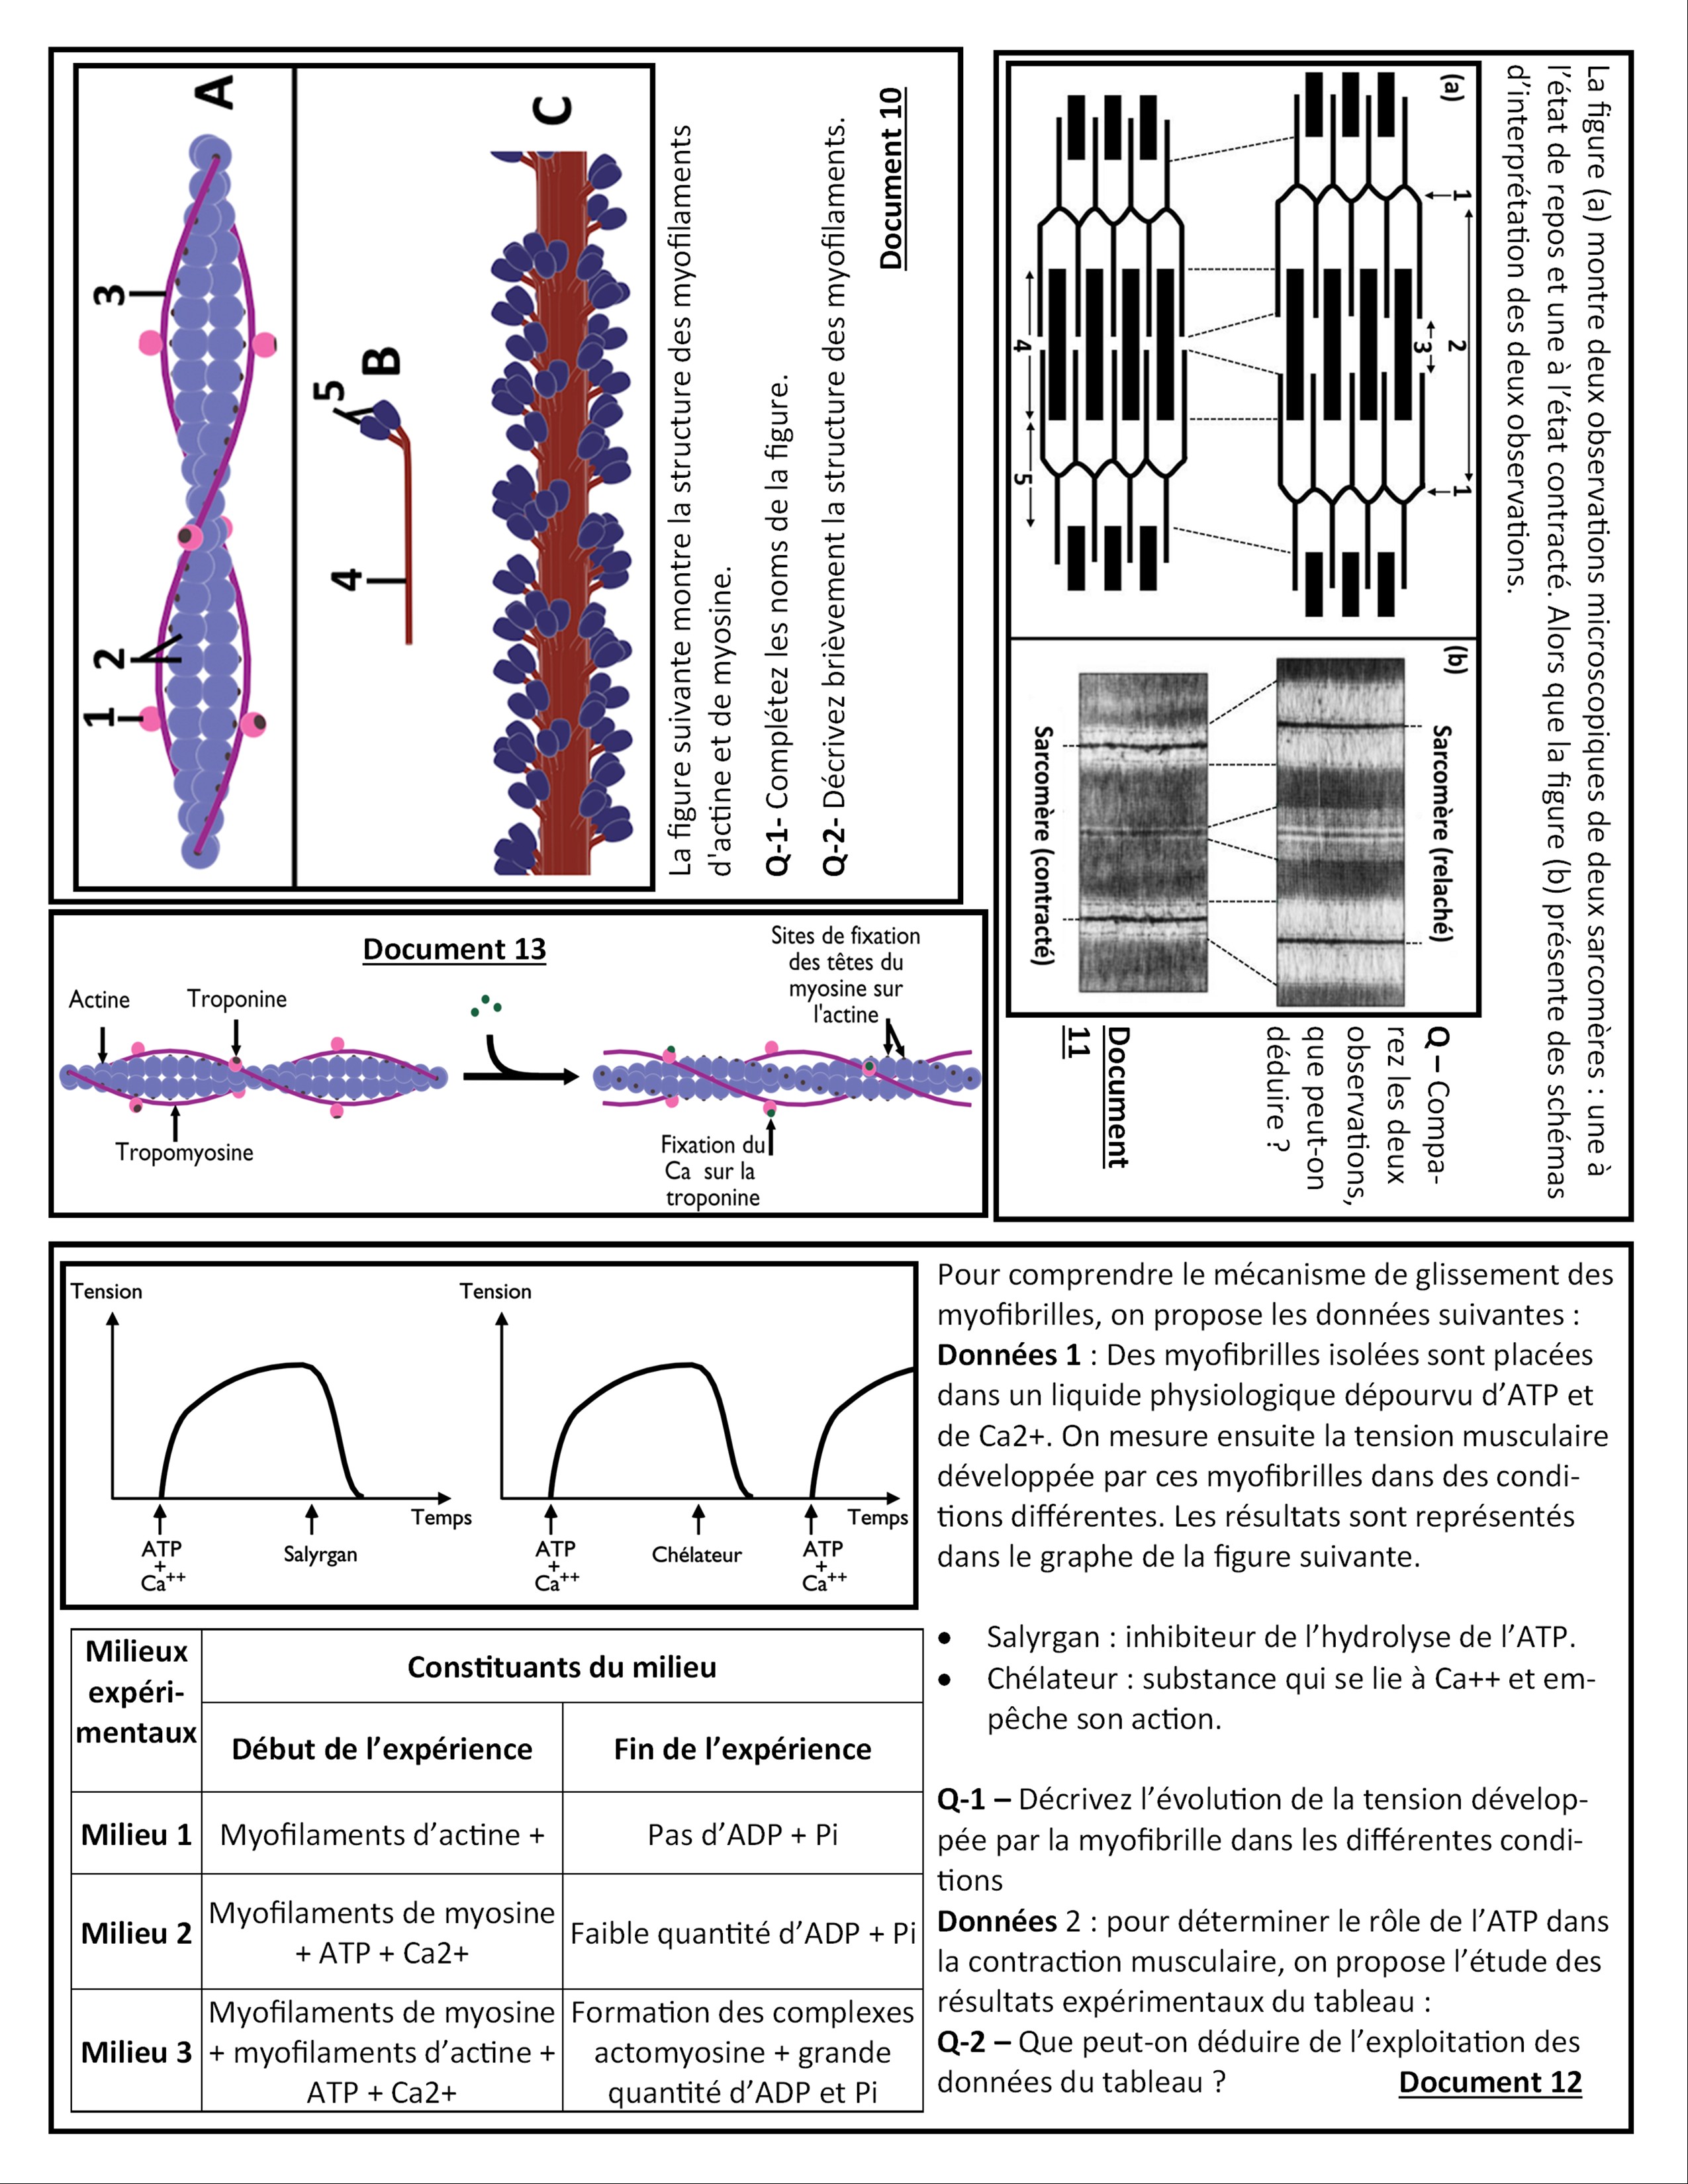 Document 10
La figure suivante montre la structure des myofilaments
d'actine et de myosine.
Q-1- Complétez les noms de la figure.
Q-2- Décrivez brièvement la structure des myofilaments.
A
3
2
1
B
5
4
C
La figure (a) montre deux observations microscopiques de deux sarcomères : une à
l'état de repos et une à l'état contracté. Alors que la figure (b) présente des schémas
d'interprétation des deux observations.
(a)
1
2
3
1
4
5
(b)
Sarcomère (relaché)
Sarcomère (contracté)
Q – Compa-
rez les deux
observations,
que peut-on
déduire ?
Document
11
Document 13
Actine
Troponine
Tropomyosine
Sites de fixation
des têtes du
myosine sur
l'actine
Fixation du
Ca sur la
troponine
Tension
Temps
ATP
+
Ca++
Salyrgan
Tension
Temps
ATP
+
Ca++
Chélateur
ATP
+
Ca++
Pour comprendre le mécanisme de glissement des
myofibrilles, on propose les données suivantes :
Données 1 : Des myofibrilles isolées sont placées
dans un liquide physiologique dépourvu d'ATP et
de Ca2+. On mesure ensuite la tension musculaire
développée par ces myofibrilles dans des condi-
tions différentes. Les résultats sont représentés
dans le graphe de la figure suivante.
• Salyrgan : inhibiteur de l'hydrolyse de l'ATP.
• Chélateur : substance qui se lie à Ca++ et em-
pêche son action.
Q-1 – Décrivez l'évolution de la tension dévelop-
pée par la myofibrille dans les différentes condi-
tions
Données 2 : pour déterminer le rôle de l'ATP dans
la contraction musculaire, on propose l'étude des
résultats expérimentaux du tableau :
Q-2 – Que peut-on déduire de l'exploitation des
données du tableau ?
Document 12
Milieux
expéri-
mentaux
Constituants du milieu
Début de l'expérience
Fin de l'expérience
Milieu 1
Myofilaments d'actine +
Pas d'ADP + Pi
Milieu 2
Myofilaments de myosine
+ ATP + Ca2+
Faible quantité d'ADP + Pi
Milieu 3
Myofilaments de myosine
+ myofilaments d'actine +
ATP + Ca2+
Formation des complexes
actomyosine + grande
quantité d'ADP et Pi